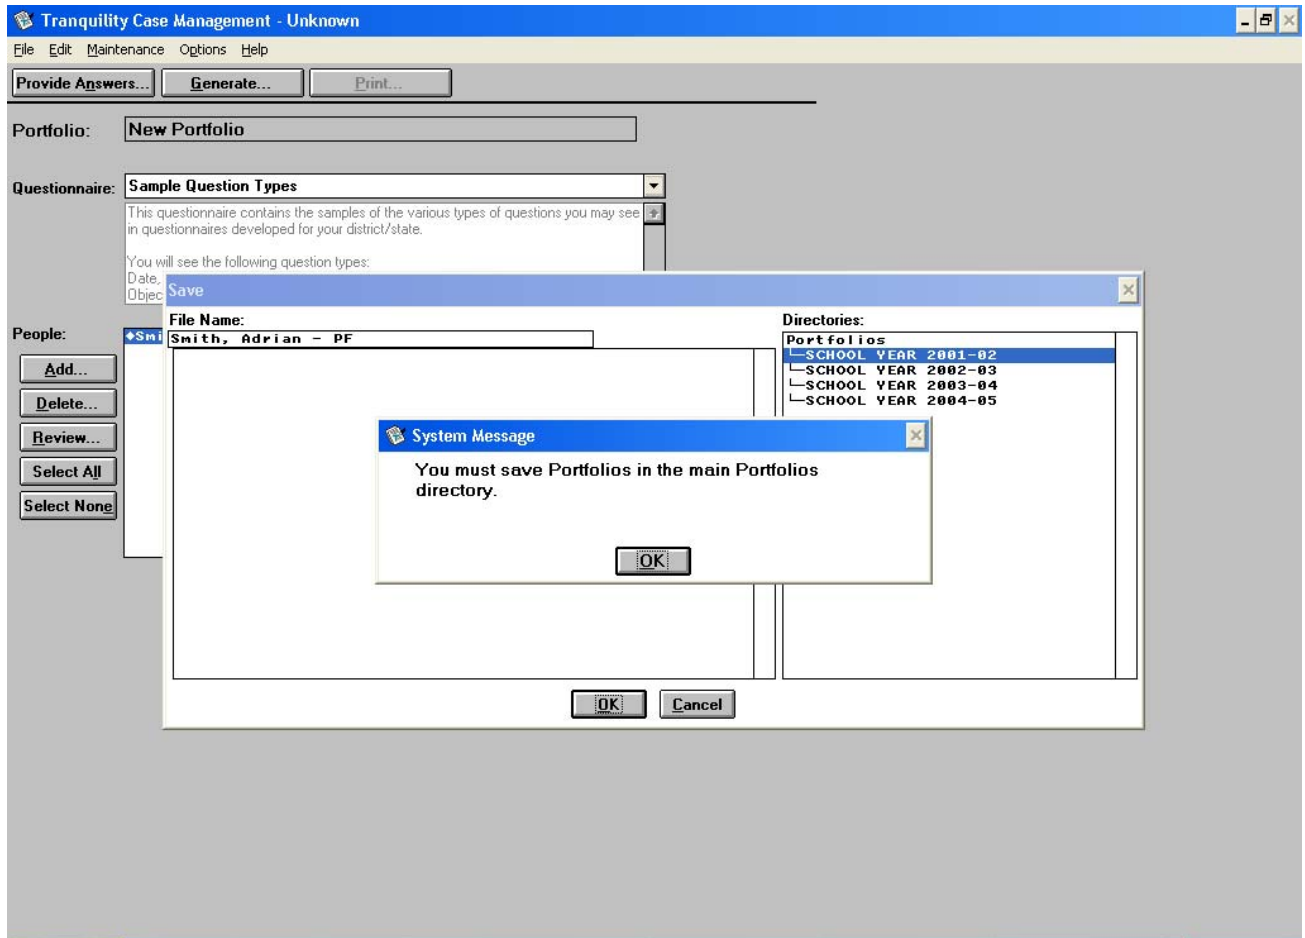 Tranquility Case Management - Unknown
File Edit Maintenance Options Help
Provide Answers... Generate... Print...
Portfolio: New Portfolio
Questionnaire: Sample Question Types
This questionnaire contains the samples of the various types of questions you may see
in questionnaires developed for your district/state.
You will see the following question types:
Date,
Objec
Save
File Name:
Smith, Adrian - PF
Directories:
Portfolios
SCHOOL YEAR 2001-02
SCHOOL YEAR 2002-03
SCHOOL YEAR 2003-04
SCHOOL YEAR 2004-05
People:
Smi
Add...
Delete...
Review...
Select All
Select None
System Message
You must save Portfolios in the main Portfolios
directory.
OK
OK Cancel